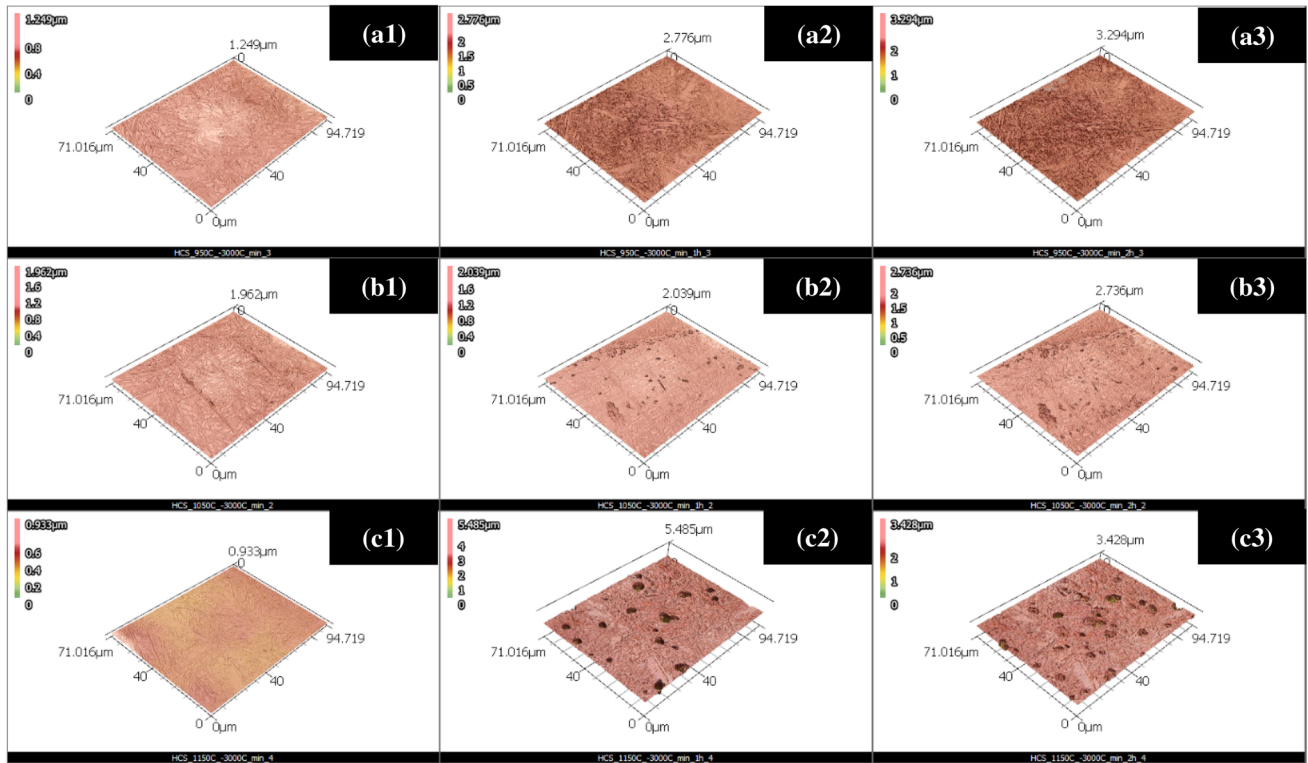 1.249μm
0.8
0.4
0
(a1)
1.249μm
0
71.016μm
94.719
40
40
0 0μm
HCS_950C_-3000C_min_3
2.776μm
2
1.5
1
0.5
0
(a2)
2.776μm
0
71.016μm
94.719
40
40
0 0μm
HCS_950C_-3000C_min_1h_3
3.294μm
2
1
0
(a3)
3.294μm
0
71.016μm
94.719
40
40
0 0μm
HCS_950C_-3000C_min_2h_3
1.962μm
1.6
1.2
0.8
0.4
0
(b1)
1.962μm
0
71.016μm
94.719
40
40
0 0μm
HCS_1050C_-3000C_min_2
2.039μm
1.6
1.2
0.8
0.4
0
(b2)
2.039μm
0
71.016μm
94.719
40
40
0 0μm
HCS_1050C_-3000C_min_1h_2
2.736μm
2
1.5
1
0.5
0
(b3)
2.736μm
0
71.016μm
94.719
40
40
0 0μm
HCS_1050C_-3000C_min_2h_2
0.933μm
0.6
0.4
0.2
0
(c1)
0.933μm
0
71.016μm
94.719
40
40
0 0μm
HCS_1150C_-3000C_min_4
5.485μm
4
3
2
1
0
(c2)
5.485μm
0
71.016μm
94.719
40
40
0 0μm
HCS_1150C_-3000C_min_1h_4
3.428μm
2
1
0
(c3)
3.428μm
0
71.016μm
94.719
40
40
0 0μm
HCS_1150C_-3000C_min_2h_4